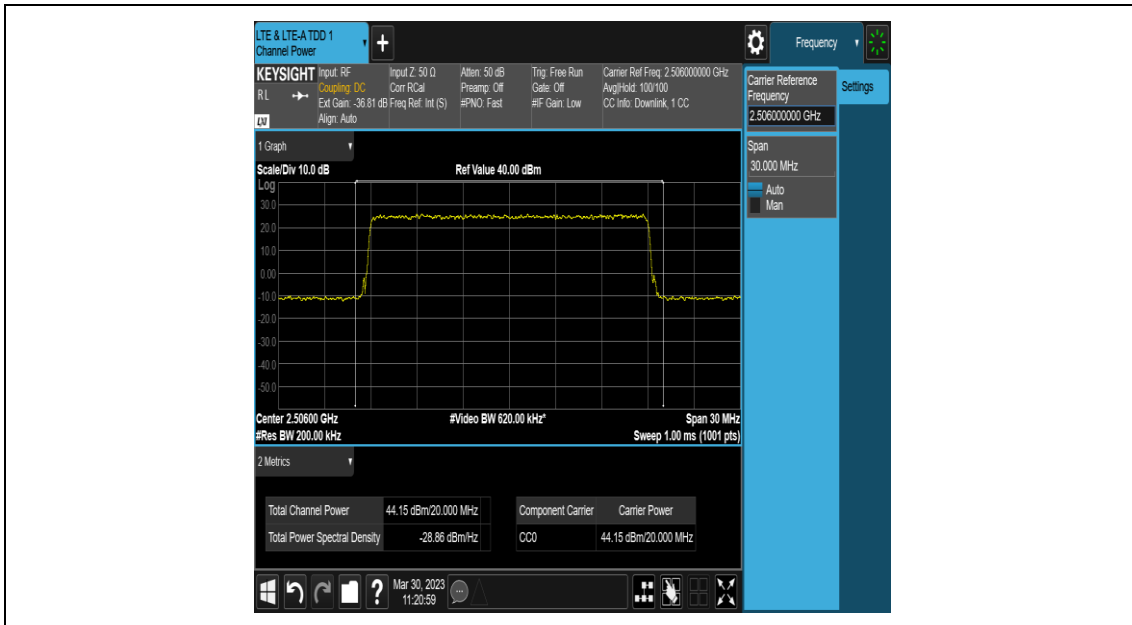 LTE & LTE-A TDD 1
Channel Power
+
Frequency
KEYSIGHT
RL
LXI
Input: RF
Coupling: DC
Ext Gain: -36.81 dB
Align: Auto
Input Z: 50 Ω
Corr RCal
Freq Ref: Int (S)
Atten: 50 dB
Preamp: Off
#PNO: Fast
Trig: Free Run
Gate: Off
#IF Gain: Low
Carrier Ref Freq: 2.506000000 GHz
Avg|Hold: 100/100
CC Info: Downlink, 1 CC
Carrier Reference
Frequency
2.506000000 GHz
Settings
Span
30.000 MHz
Auto
Man
1 Graph
Scale/Div 10.0 dB
Ref Value 40.00 dBm
Log
30.0
20.0
10.0
0.00
-10.0
-20.0
-30.0
-40.0
-50.0
Center 2.50600 GHz
#Video BW 620.00 kHz*
Span 30 MHz
#Res BW 200.00 kHz
Sweep 1.00 ms (1001 pts)
2 Metrics
Total Channel Power 44.15 dBm/20.000 MHz
Total Power Spectral Density -28.86 dBm/Hz
Component Carrier Carrier Power
CC0 44.15 dBm/20.000 MHz
?
Mar 30, 2023
11:20:59